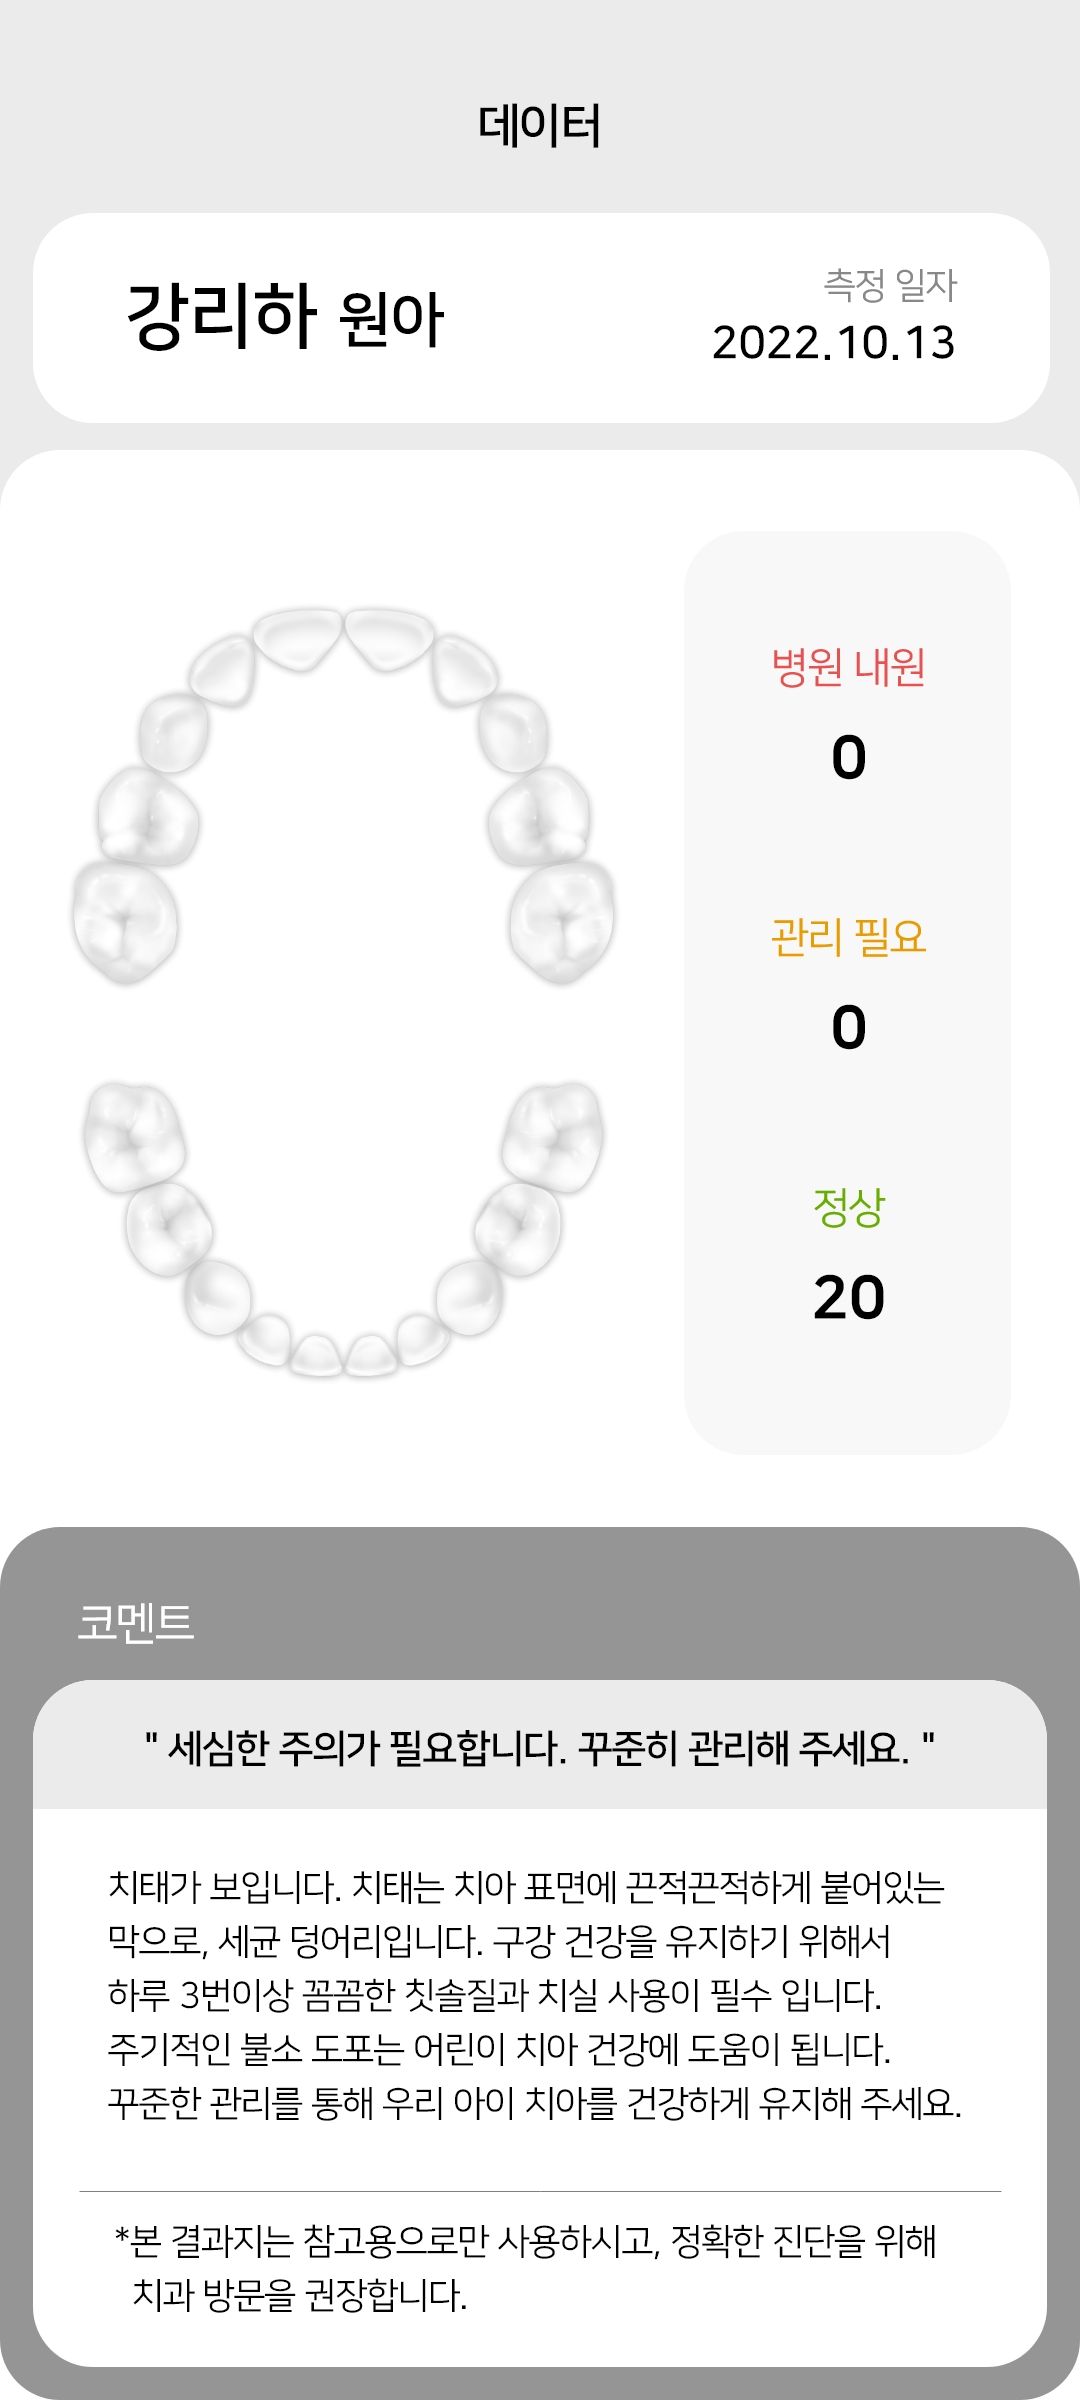 데이터
강리하 원아
측정 일자
2022.10.13
병원 내원
0
관리 필요
0
정상
20
코멘트
" 세심한 주의가 필요합니다. 꾸준히 관리해 주세요. "
치태가 보입니다. 치태는 치아 표면에 끈적끈적하게 붙어있는
막으로, 세균 덩어리입니다. 구강 건강을 유지하기 위해서
하루 3번이상 꼼꼼한 칫솔질과 치실 사용이 필수 입니다.
주기적인 불소 도포는 어린이 치아 건강에 도움이 됩니다.
꾸준한 관리를 통해 우리 아이 치아를 건강하게 유지해 주세요.
*본 결과지는 참고용으로만 사용하시고, 정확한 진단을 위해
치과 방문을 권장합니다.